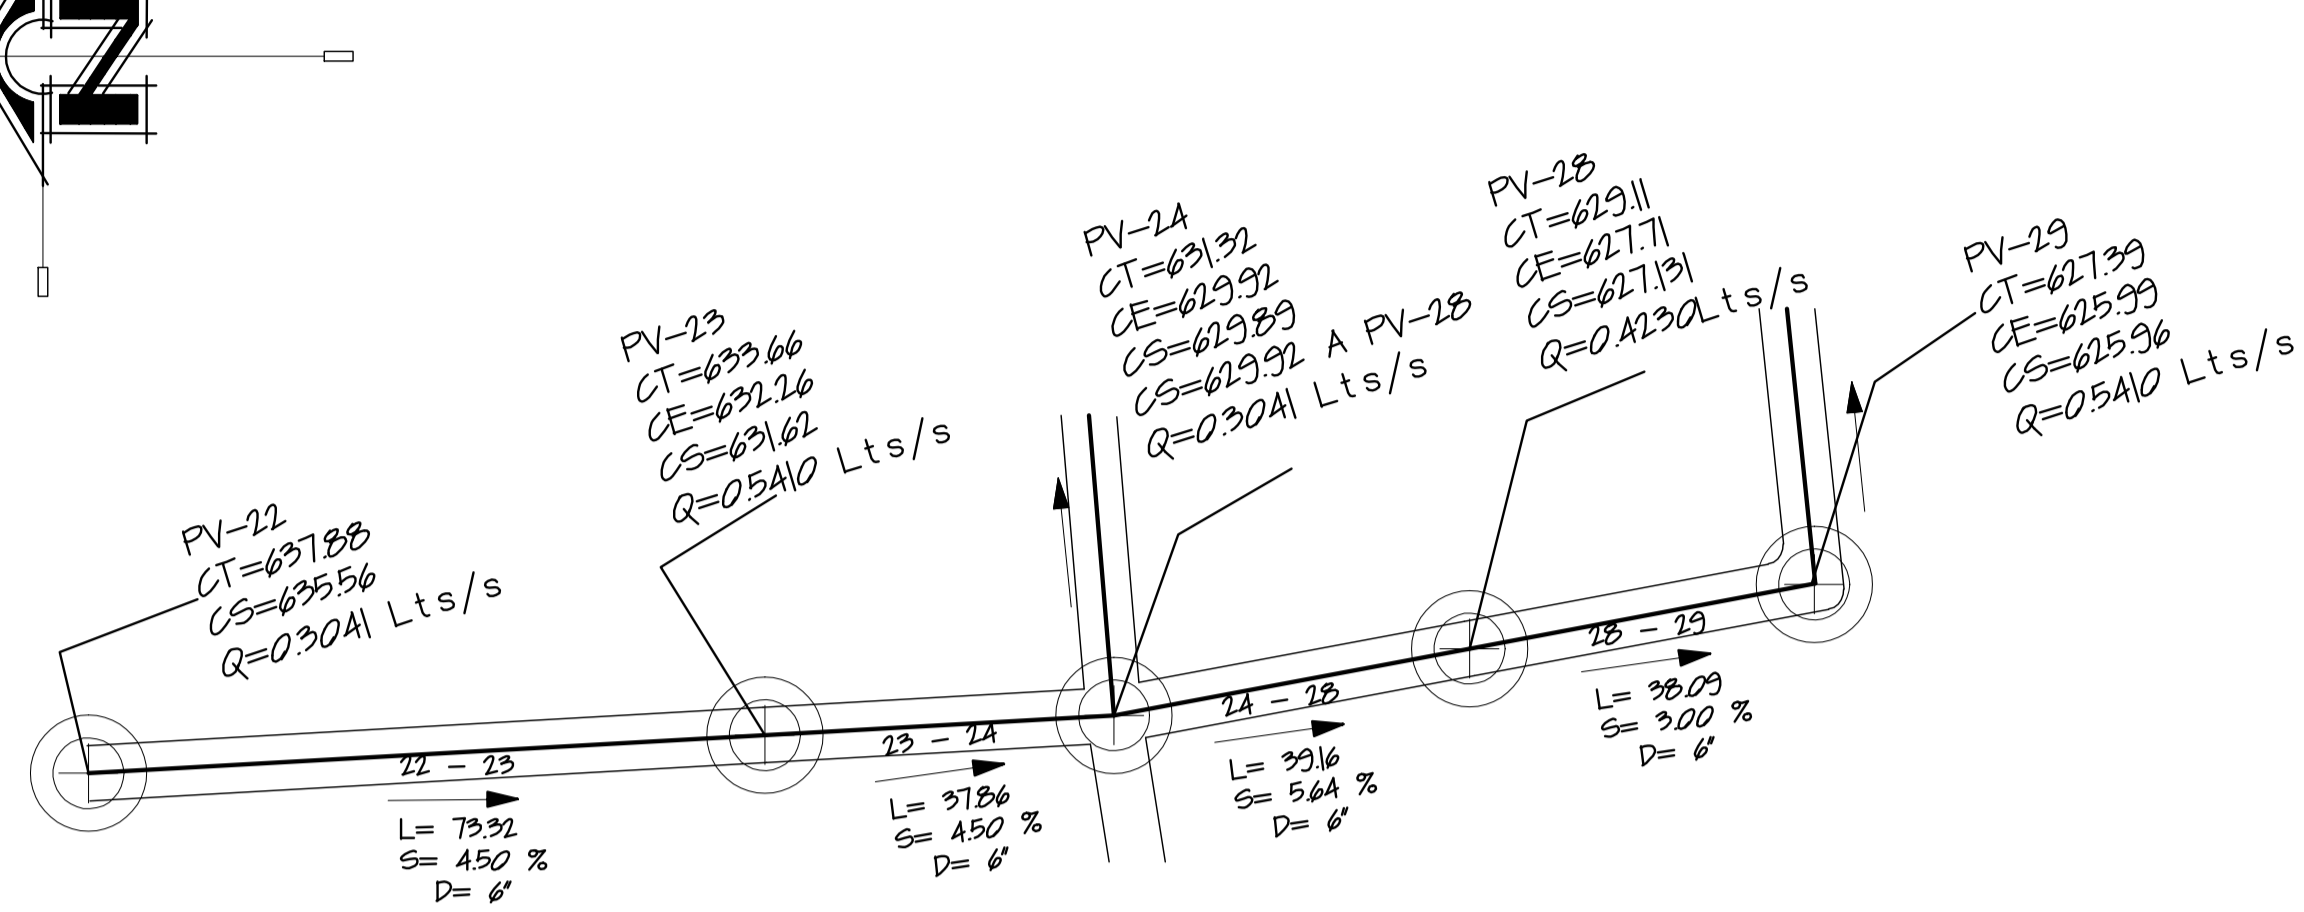 N
PV-22
CT=637.88
CS=635.56
Q=0.3041 Lts/s
PV-23
CT=633.66
CE=632.26
CS=631.62
Q=0.5410 Lts/s
PV-24
CT=631.32
CE=629.92
CS=629.89
CS=629.92 A PV-28
Q=0.3041 Lts/s
PV-28
CT=629.11
CE=627.71
CS=627.131
Q=0.4230Lts/s
PV-29
CT=627.39
CE=625.99
CS=625.96
Q=0.5410 Lts/s
22 - 23
L= 73.32
S= 4.50 %
D= 6"
23 - 24
L= 37.86
S= 4.50 %
D= 6"
24 - 28
L= 39.16
S= 5.64 %
D= 6"
28 - 29
L= 38.09
S= 3.00 %
D= 6"